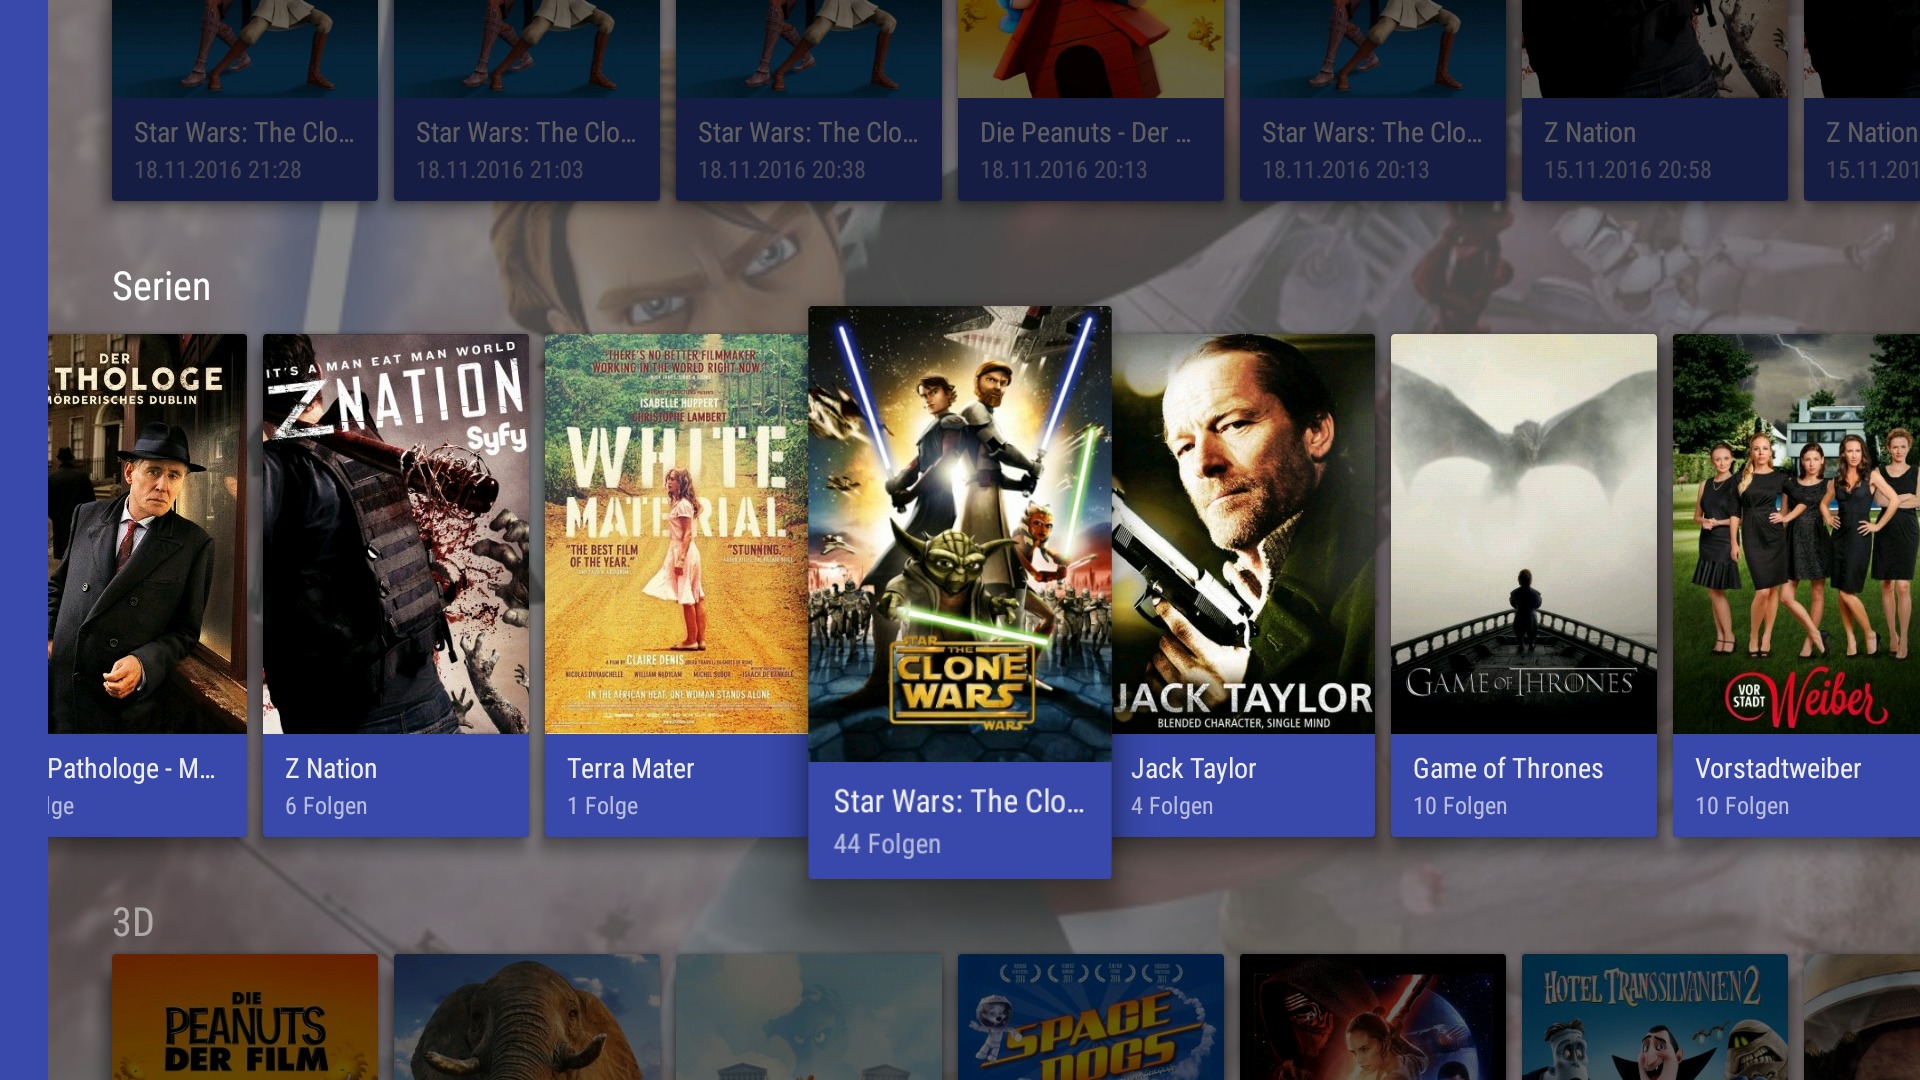 Star Wars: The Clo...
18.11.2016 21:28
Star Wars: The Clo...
18.11.2016 21:03
Star Wars: The Clo...
18.11.2016 20:38
Die Peanuts - Der ...
18.11.2016 20:13
Star Wars: The Clo...
18.11.2016 20:13
Z Nation
15.11.2016 20:58
Z Nation
15.11.201
Serien
DER
THOLOGE
MÖRDERISCHES DUBLIN
Pathologe - M...
lge
IT'S A MAN EAT MAN WORLD
Z NATION
Syfy
Z Nation
6 Folgen
"THERE'S NO BETTER FILMMAKER
WORKING IN THE WORLD RIGHT NOW."
ISABELLE HUPPERT
CHRISTOPHE LAMBERT
WHITE
MATERIAL
"THE BEST FILM
OF THE YEAR."
"STUNNING."
A FILM BY CLAIRE DENIS
IN THE AFRICAN HEAT, ONE WOMAN STANDS ALONE
Terra Mater
1 Folge
STAR
THE
CLONE
WARS
WARS
Star Wars: The Clo...
44 Folgen
JACK TAYLOR
BLENDED CHARACTER, SINGLE MIND
Jack Taylor
4 Folgen
GAME OF THRONES
Game of Thrones
10 Folgen
VOR
STADT
Weiber
Vorstadtweiber
10 Folgen
3D
DIE
PEANUTS
DER FILM
SPACE
DOGS
HOTEL TRANSSILVANIEN 2